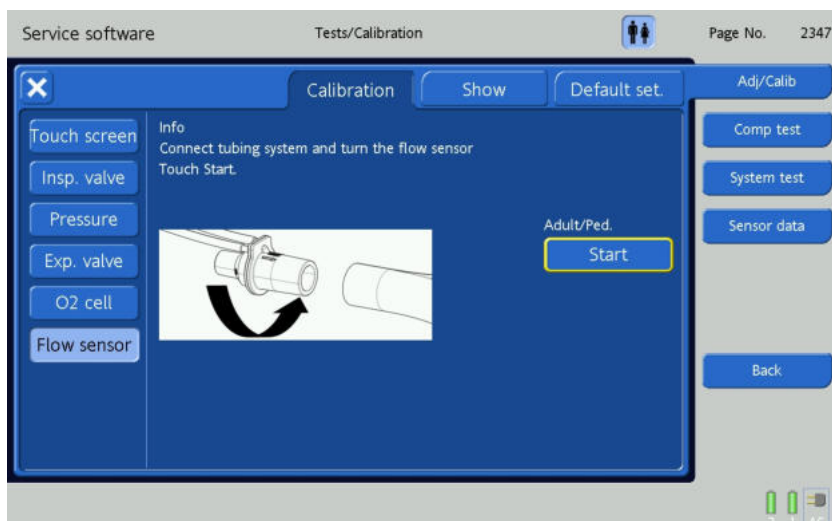 Service software
Tests/Calibration
Page No. 2347
Calibration
Show
Default set.
Adj/Calib
Touch screen
Insp. valve
Pressure
Exp. valve
O2 cell
Flow sensor
Info
Connect tubing system and turn the flow sensor
Touch Start.
Adult/Ped.
Start
Comp test
System test
Sensor data
Back